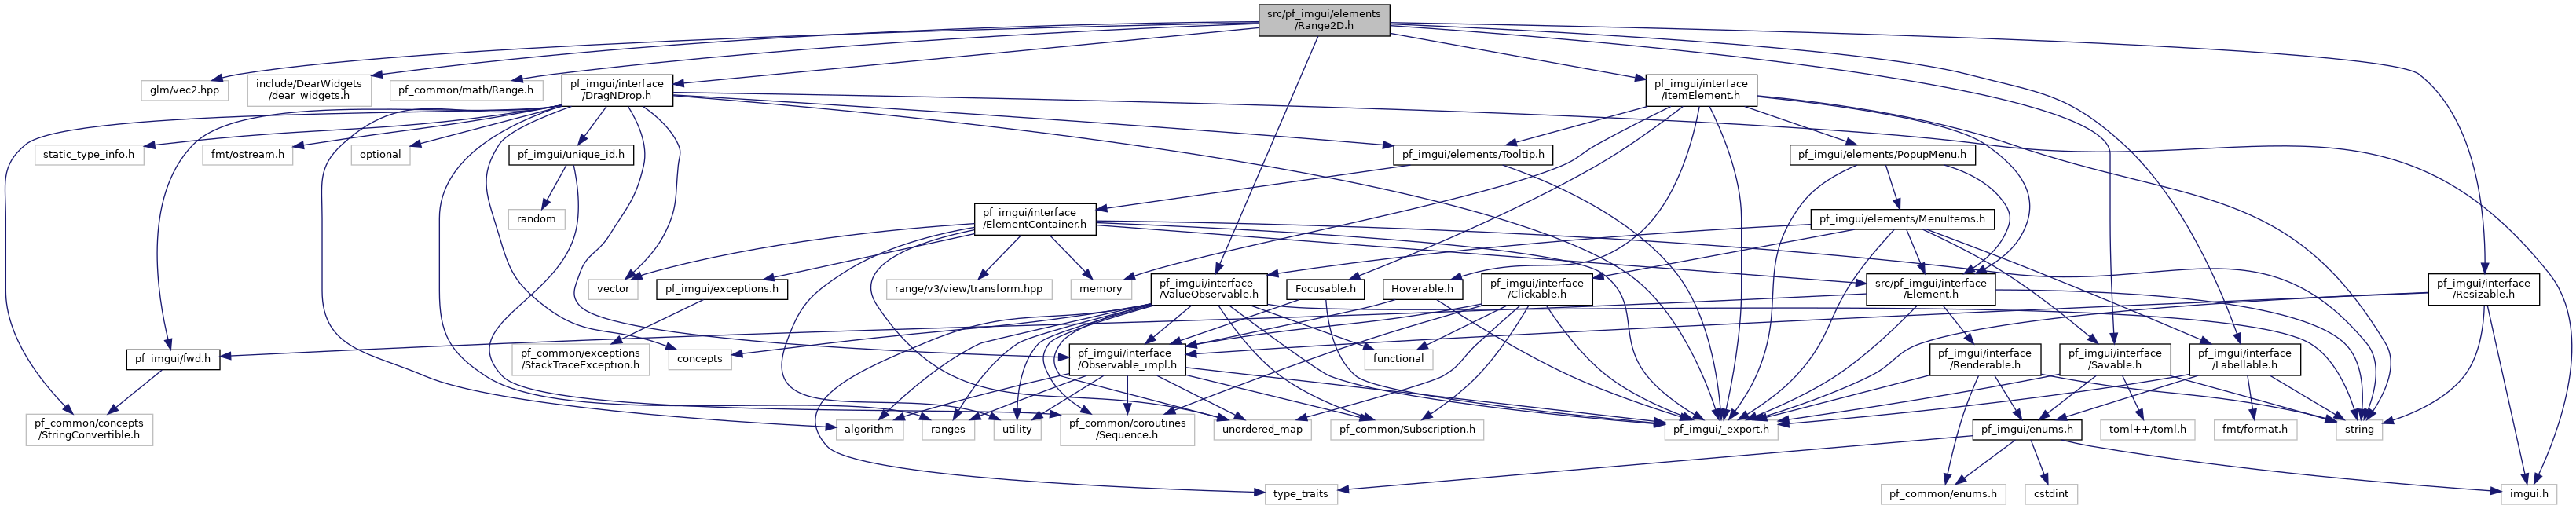 src/pf_imgui/elements
/Range2D.h
glm/vec2.hpp
include/DearWidgets
/dear_widgets.h
pf_common/math/Range.h
pf_imgui/interface
/DragNDrop.h
pf_imgui/interface
/ItemElement.h
static_type_info.h
fmt/ostream.h
optional
pf_imgui/unique_id.h
pf_imgui/elements/Tooltip.h
pf_imgui/elements/PopupMenu.h
random
pf_imgui/interface
/ElementContainer.h
pf_imgui/elements/MenuItems.h
vector
pf_imgui/exceptions.h
range/v3/view/transform.hpp
memory
pf_imgui/interface
/ValueObservable.h
Focusable.h
Hoverable.h
pf_imgui/interface
/Clickable.h
src/pf_imgui/interface
/Element.h
pf_imgui/interface
/Resizable.h
pf_imgui/fwd.h
pf_common/exceptions
/StackTraceException.h
concepts
pf_imgui/interface
/Observable_impl.h
functional
pf_imgui/interface
/Renderable.h
pf_imgui/interface
/Savable.h
pf_imgui/interface
/Labellable.h
pf_common/concepts
/StringConvertible.h
algorithm
ranges
utility
pf_common/coroutines
/Sequence.h
unordered_map
pf_common/Subscription.h
pf_imgui/_export.h
pf_imgui/enums.h
toml++/toml.h
fmt/format.h
string
type_traits
pf_common/enums.h
cstdint
imgui.h